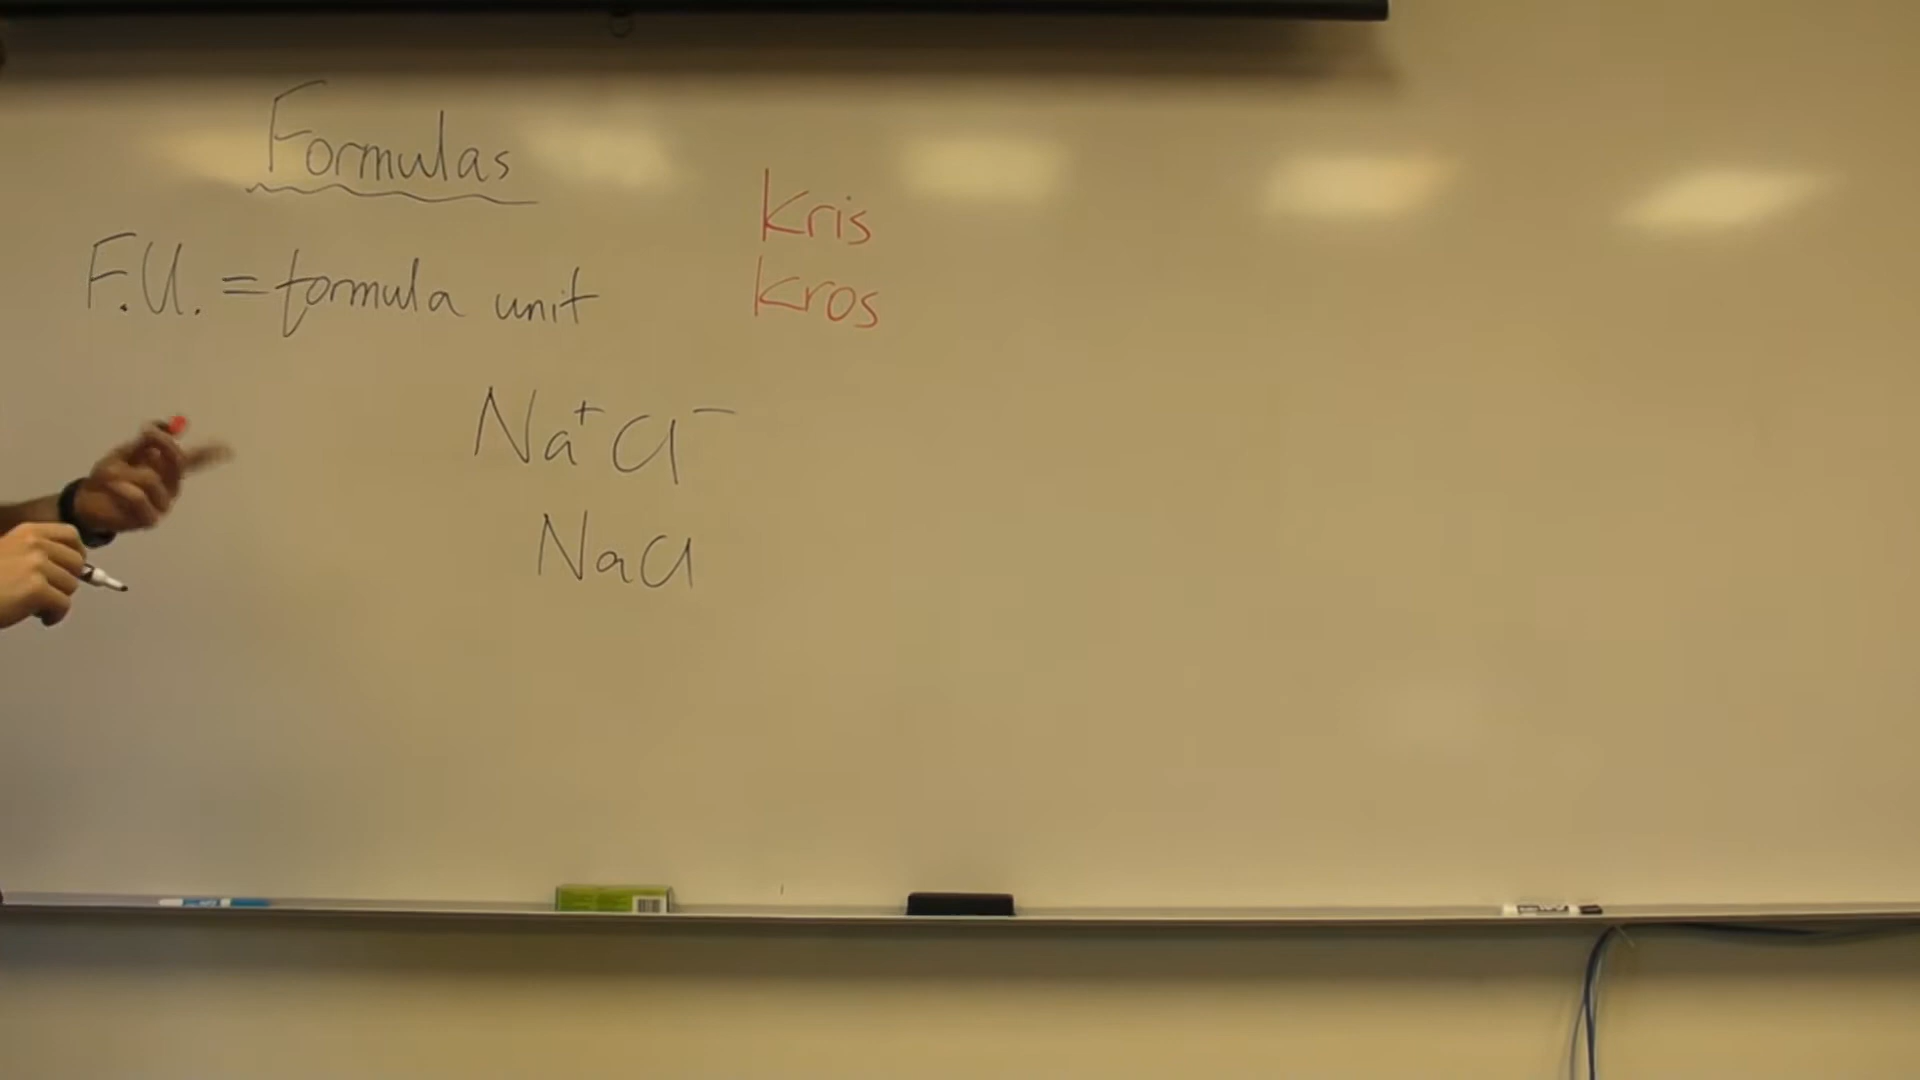 Formulas
F.U. = formula unit
Kris
Kros
Na⁺Cl⁻
NaCl